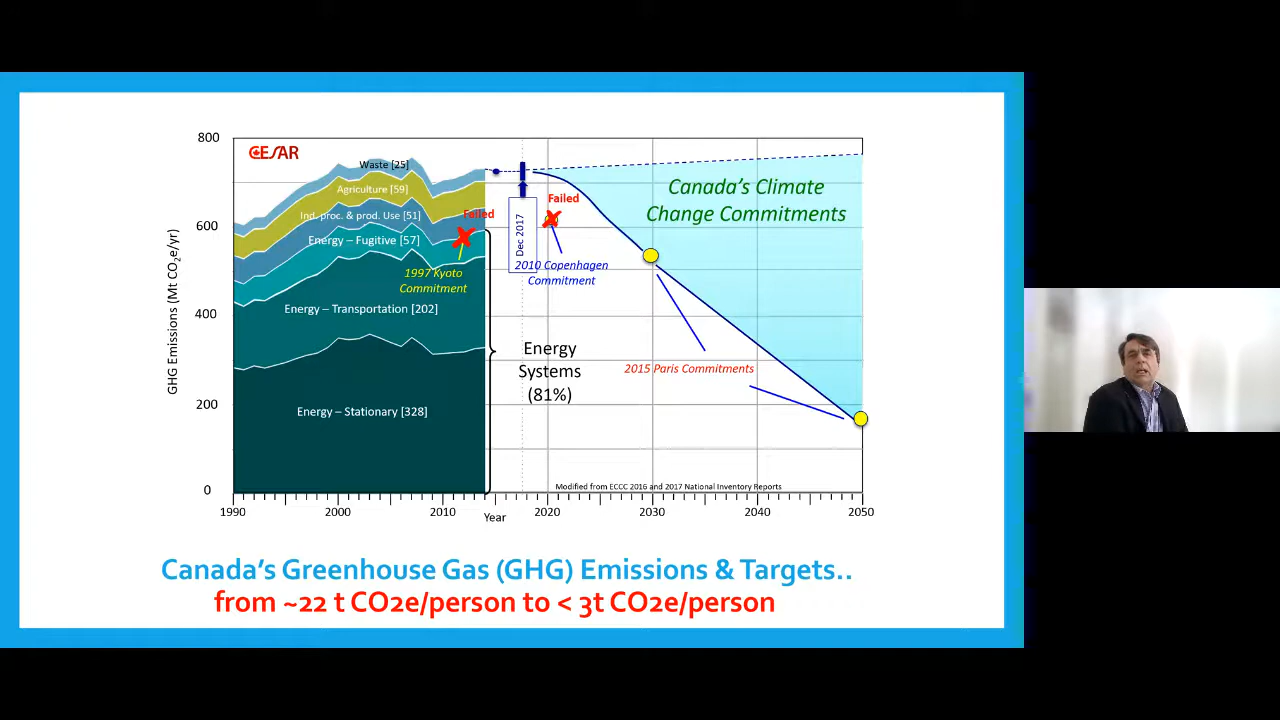 CESAR
800
600
400
200
0
GHG Emissions (Mt CO2e/yr)
Waste [25]
Agriculture [59]
Ind. proc. & prod. Use [51]
Energy – Fugitive [57]
Energy – Transportation [202]
Energy – Stationary [328]
Failed
1997 Kyoto
Commitment
Dec 2017
Failed
2010 Copenhagen
Commitment
Energy
Systems
(81%)
Canada's Climate
Change Commitments
2015 Paris Commitments
Modified from ECCC 2016 and 2017 National Inventory Reports
1990
2000
2010
2020
2030
2040
2050
Year
Canada's Greenhouse Gas (GHG) Emissions & Targets..
from ~22 t CO2e/person to < 3t CO2e/person